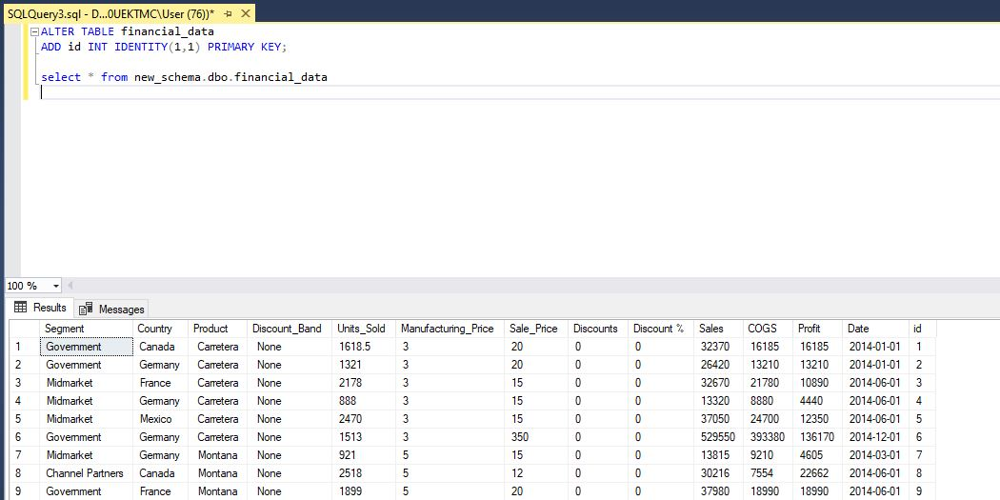 SQLQuery3.sql - D...0UEKTMC\User (76))*
ALTER TABLE financial_data
ADD id INT IDENTITY(1,1) PRIMARY KEY;
select * from new_schema.dbo.financial_data
100 %
Results Messages
Segment Country Product Discount_Band Units_Sold Manufacturing_Price Sale_Price Discounts Discount % Sales COGS Profit Date id
1 Government Canada Carretera None 1618.5 3 20 0 0 32370 16185 16185 2014-01-01 1
2 Government Germany Carretera None 1321 3 20 0 0 26420 13210 13210 2014-01-01 2
3 Midmarket France Carretera None 2178 3 15 0 0 32670 21780 10890 2014-06-01 3
4 Midmarket Germany Carretera None 888 3 15 0 0 13320 8880 4440 2014-06-01 4
5 Midmarket Mexico Carretera None 2470 3 15 0 0 37050 24700 12350 2014-06-01 5
6 Government Germany Carretera None 1513 3 350 0 0 529550 393380 136170 2014-12-01 6
7 Midmarket Germany Montana None 921 5 15 0 0 13815 9210 4605 2014-03-01 7
8 Channel Partners Canada Montana None 2518 5 12 0 0 30216 7554 22662 2014-06-01 8
9 Government France Montana None 1899 5 20 0 0 37980 18990 18990 2014-06-01 9